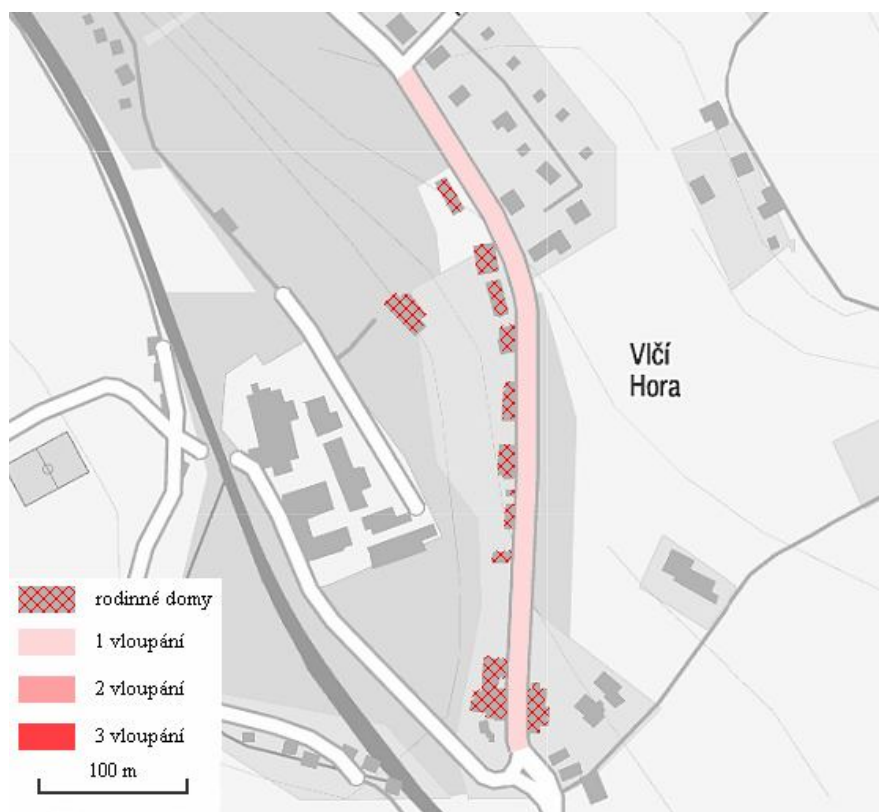 Vlčí
Hora
rodinné domy
1 vloupání
2 vloupání
3 vloupání
100 m